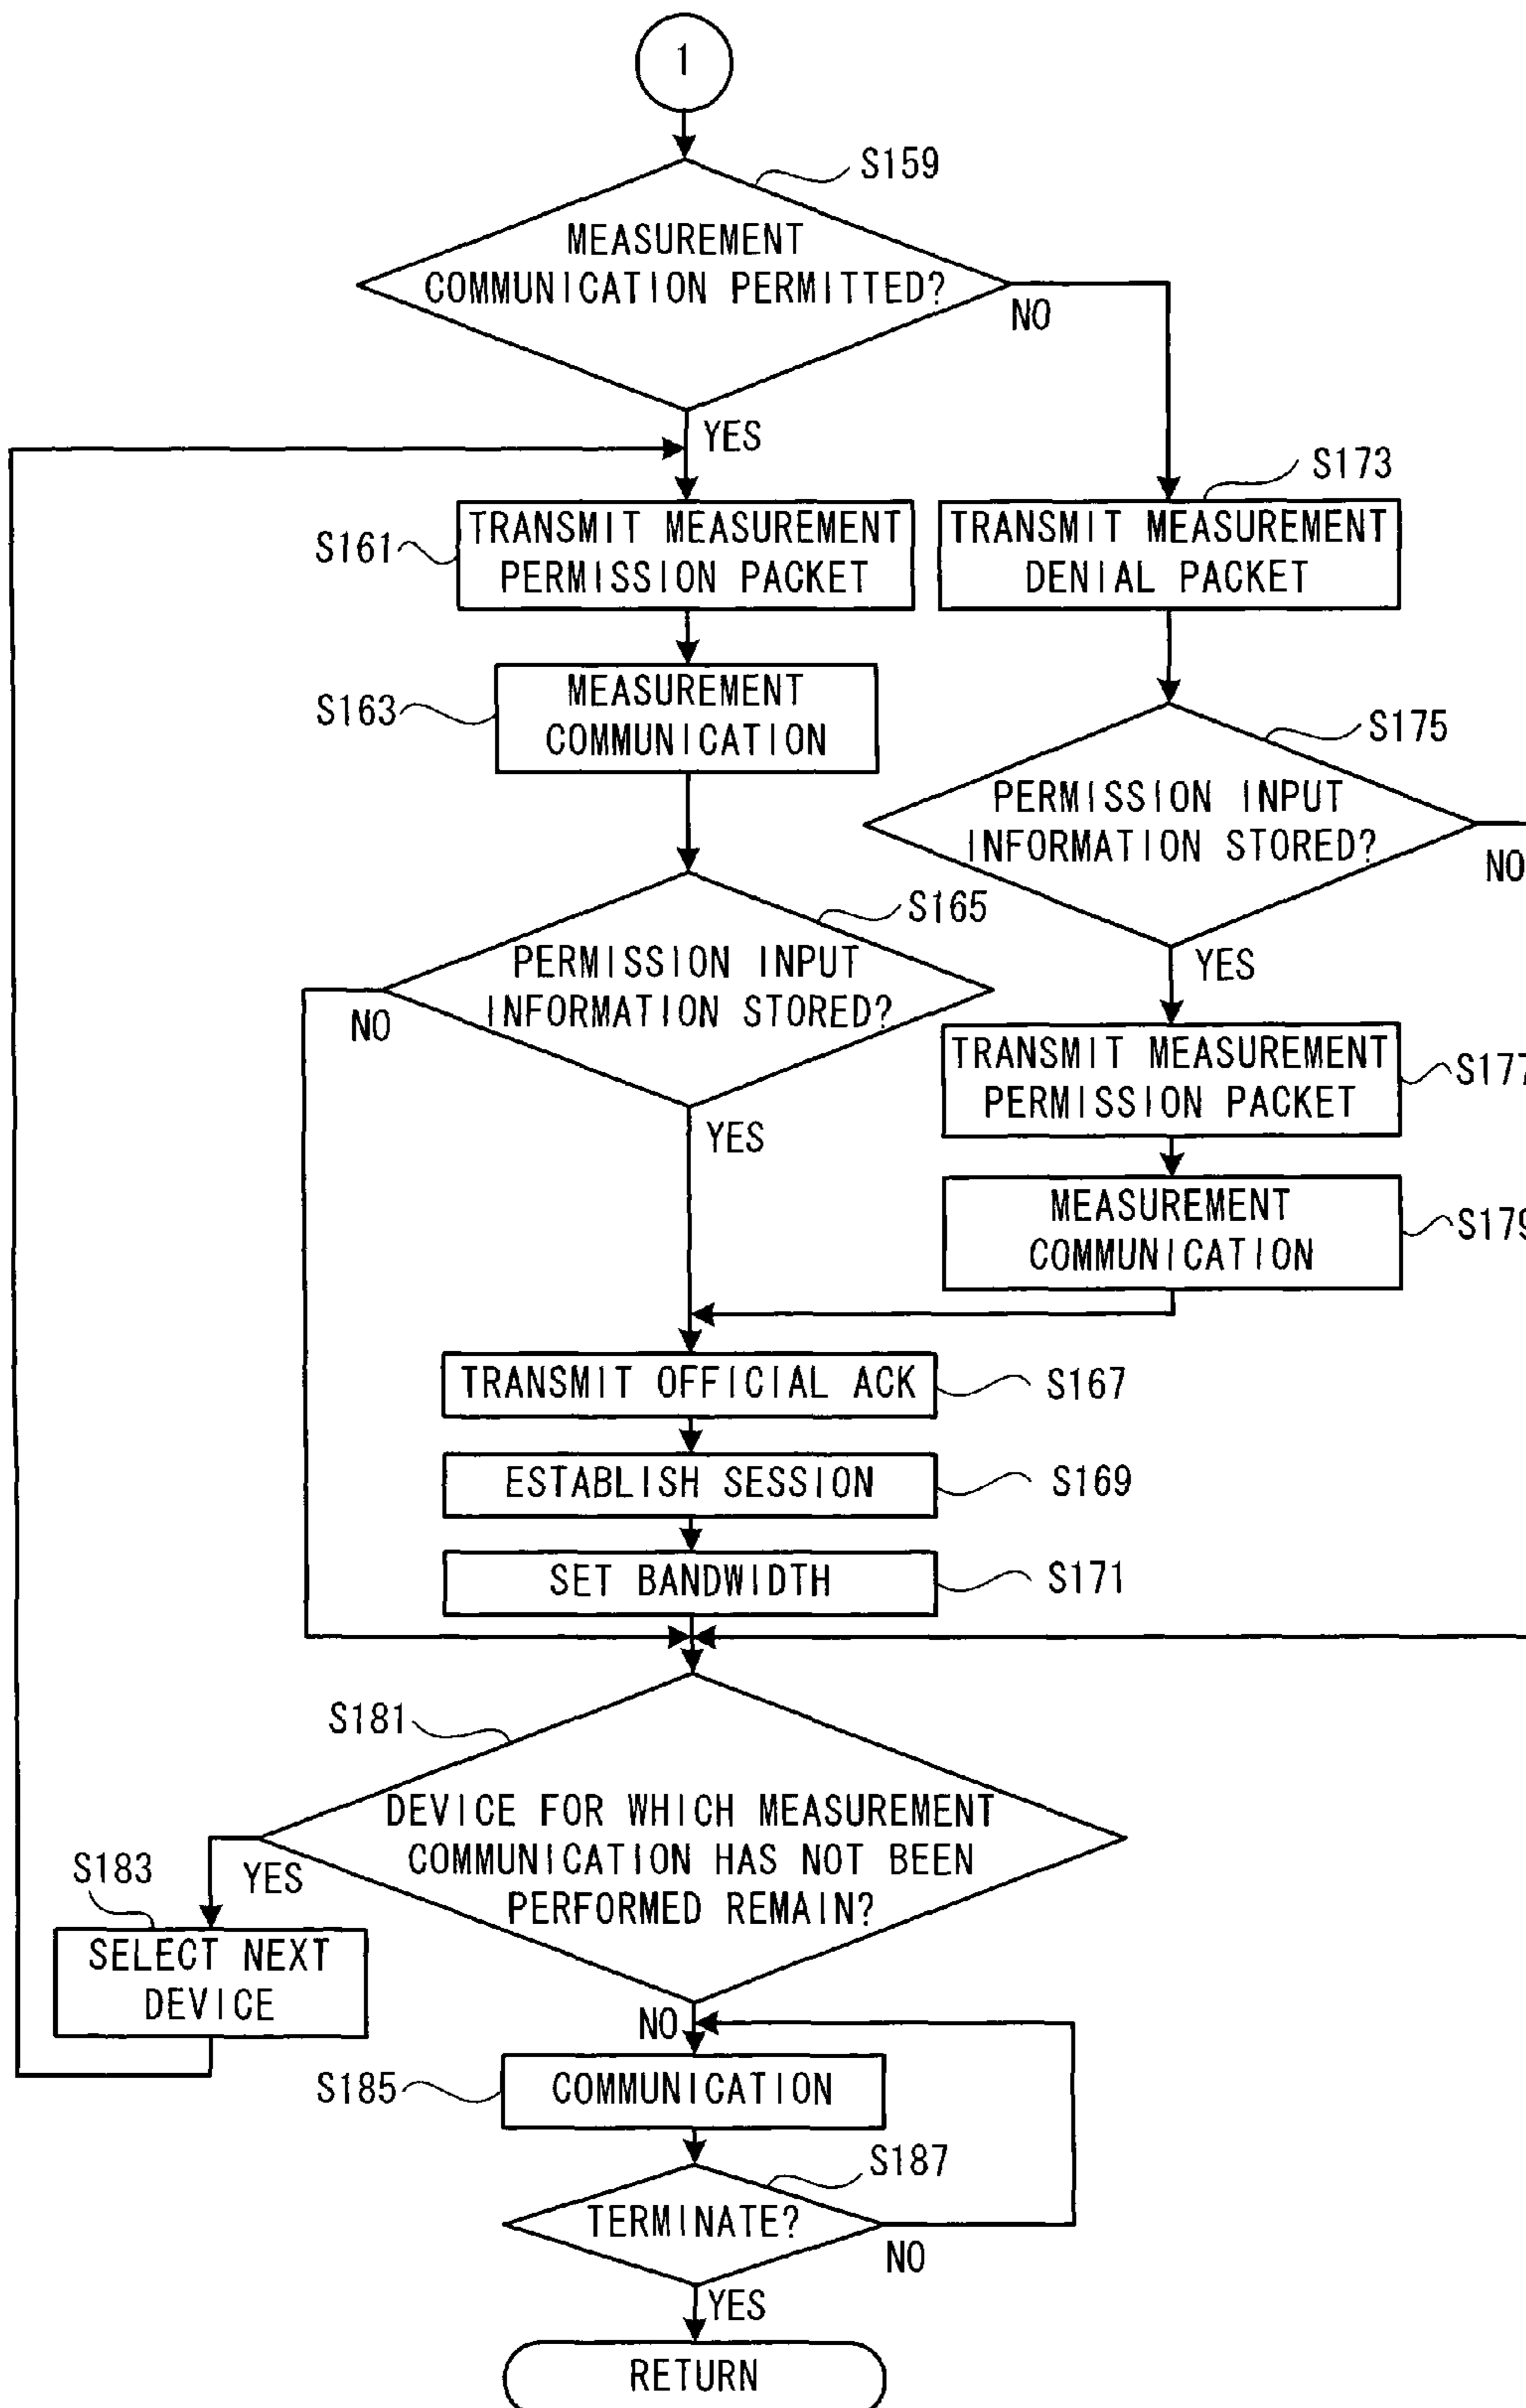 1
S159
MEASUREMENT
COMMUNICATION PERMITTED?
NO
YES
S173
S161
TRANSMIT MEASUREMENT
PERMISSION PACKET
TRANSMIT MEASUREMENT
DENIAL PACKET
S163
MEASUREMENT
COMMUNICATION
S175
PERMISSION INPUT
INFORMATION STORED?
NO
YES
S165
PERMISSION INPUT
INFORMATION STORED?
NO
YES
TRANSMIT MEASUREMENT
PERMISSION PACKET
S177
MEASUREMENT
COMMUNICATION
S179
TRANSMIT OFFICIAL ACK
S167
ESTABLISH SESSION
S169
SET BANDWIDTH
S171
S181
DEVICE FOR WHICH MEASUREMENT
COMMUNICATION HAS NOT BEEN
PERFORMED REMAIN?
S183
YES
SELECT NEXT
DEVICE
NO
S185
COMMUNICATION
S187
TERMINATE?
NO
YES
RETURN